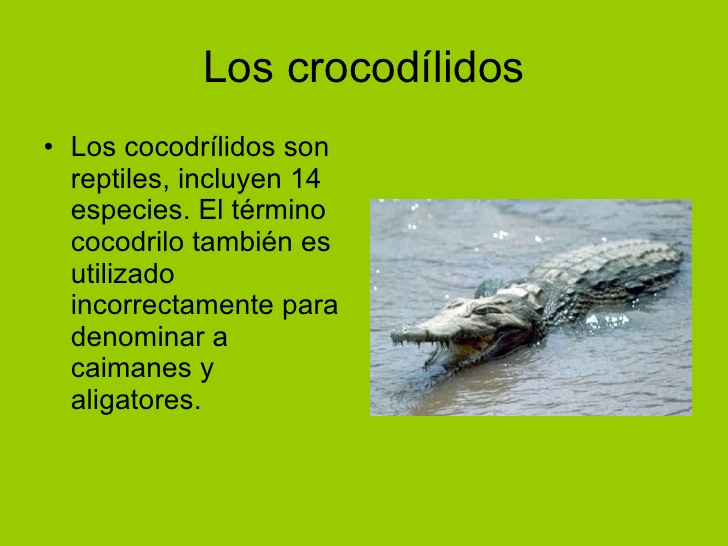 Los crocodílidos
• Los cocodrílidos son
reptiles, incluyen 14
especies. El término
cocodrilo también es
utilizado
incorrectamente para
denominar a
caimanes y
aligatores.